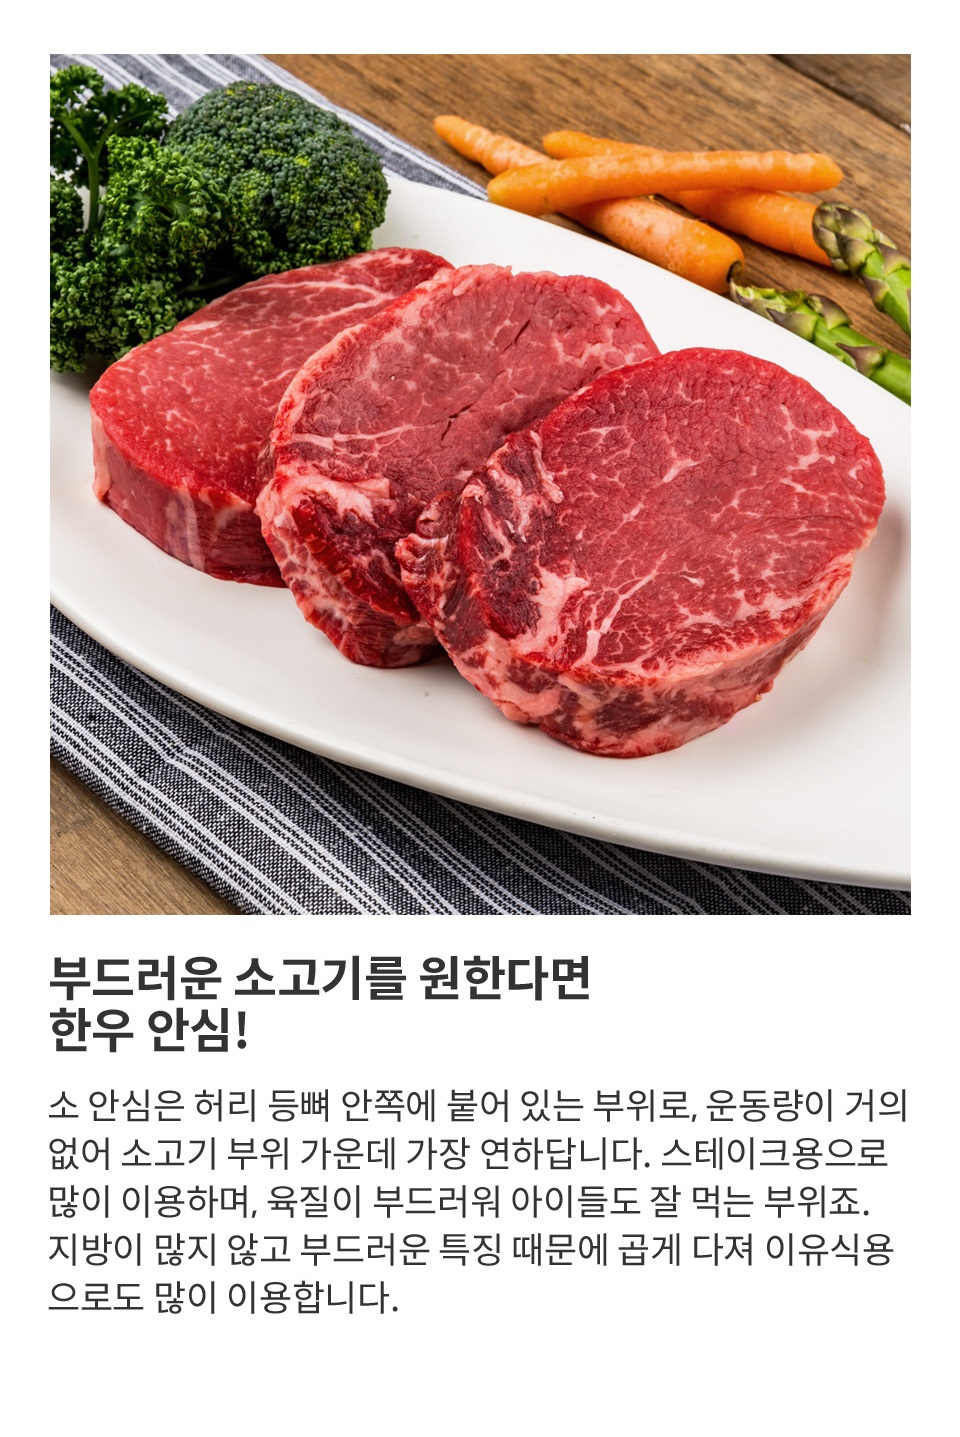 부드러운 소고기를 원한다면
한우 안심!
소 안심은 허리 등뼈 안쪽에 붙어 있는 부위로, 운동량이 거의
없어 소고기 부위 가운데 가장 연하답니다. 스테이크용으로
많이 이용하며, 육질이 부드러워 아이들도 잘 먹는 부위죠.
지방이 많지 않고 부드러운 특징 때문에 곱게 다져 이유식용
으로도 많이 이용합니다.